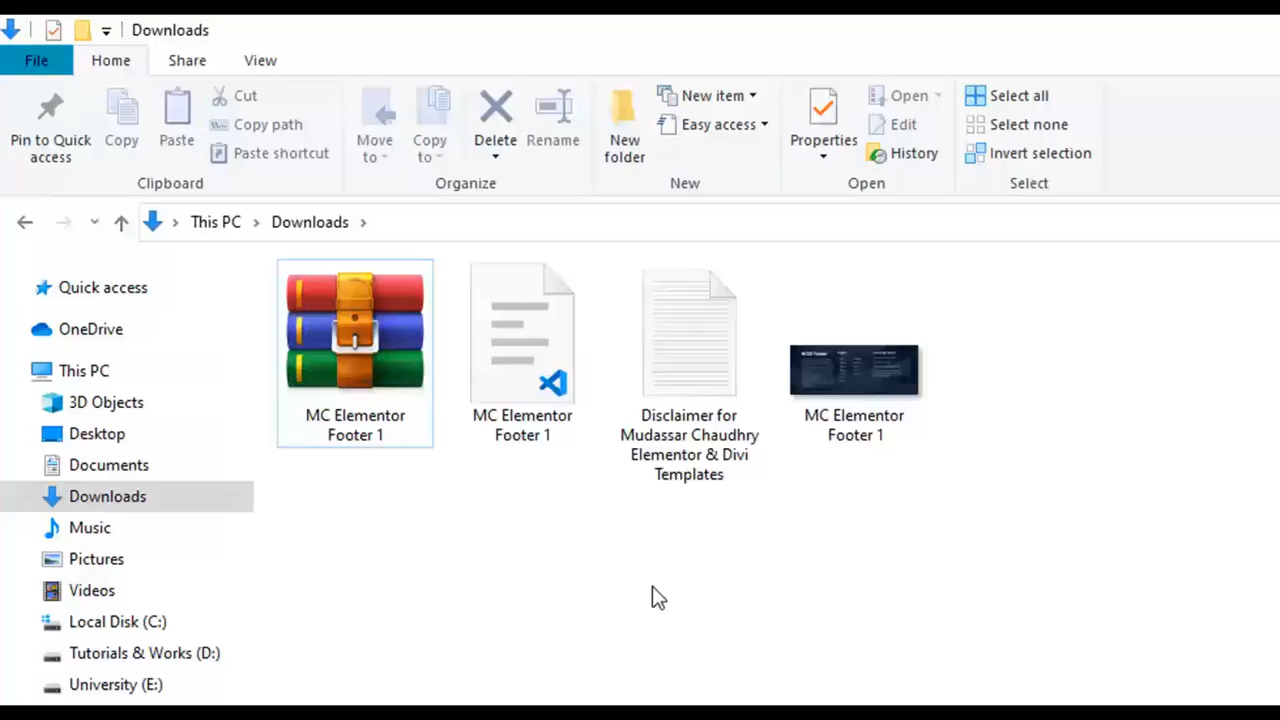 Downloads
File
Home
Share
View
Pin to Quick
access
Copy
Paste
Cut
Copy path
Paste shortcut
Clipboard
Move
to
Copy
to
Delete
Rename
Organize
New
folder
New item
Easy access
New
Properties
Open
Edit
History
Open
Select all
Select none
Invert selection
Select
This PC
Downloads
Quick access
OneDrive
This PC
3D Objects
Desktop
Documents
Downloads
Music
Pictures
Videos
Local Disk (C:)
Tutorials & Works (D:)
University (E:)
MC Elementor
Footer 1
MC Elementor
Footer 1
Disclaimer for
Mudassar Chaudhry
Elementor & Divi
Templates
MC Elementor
Footer 1